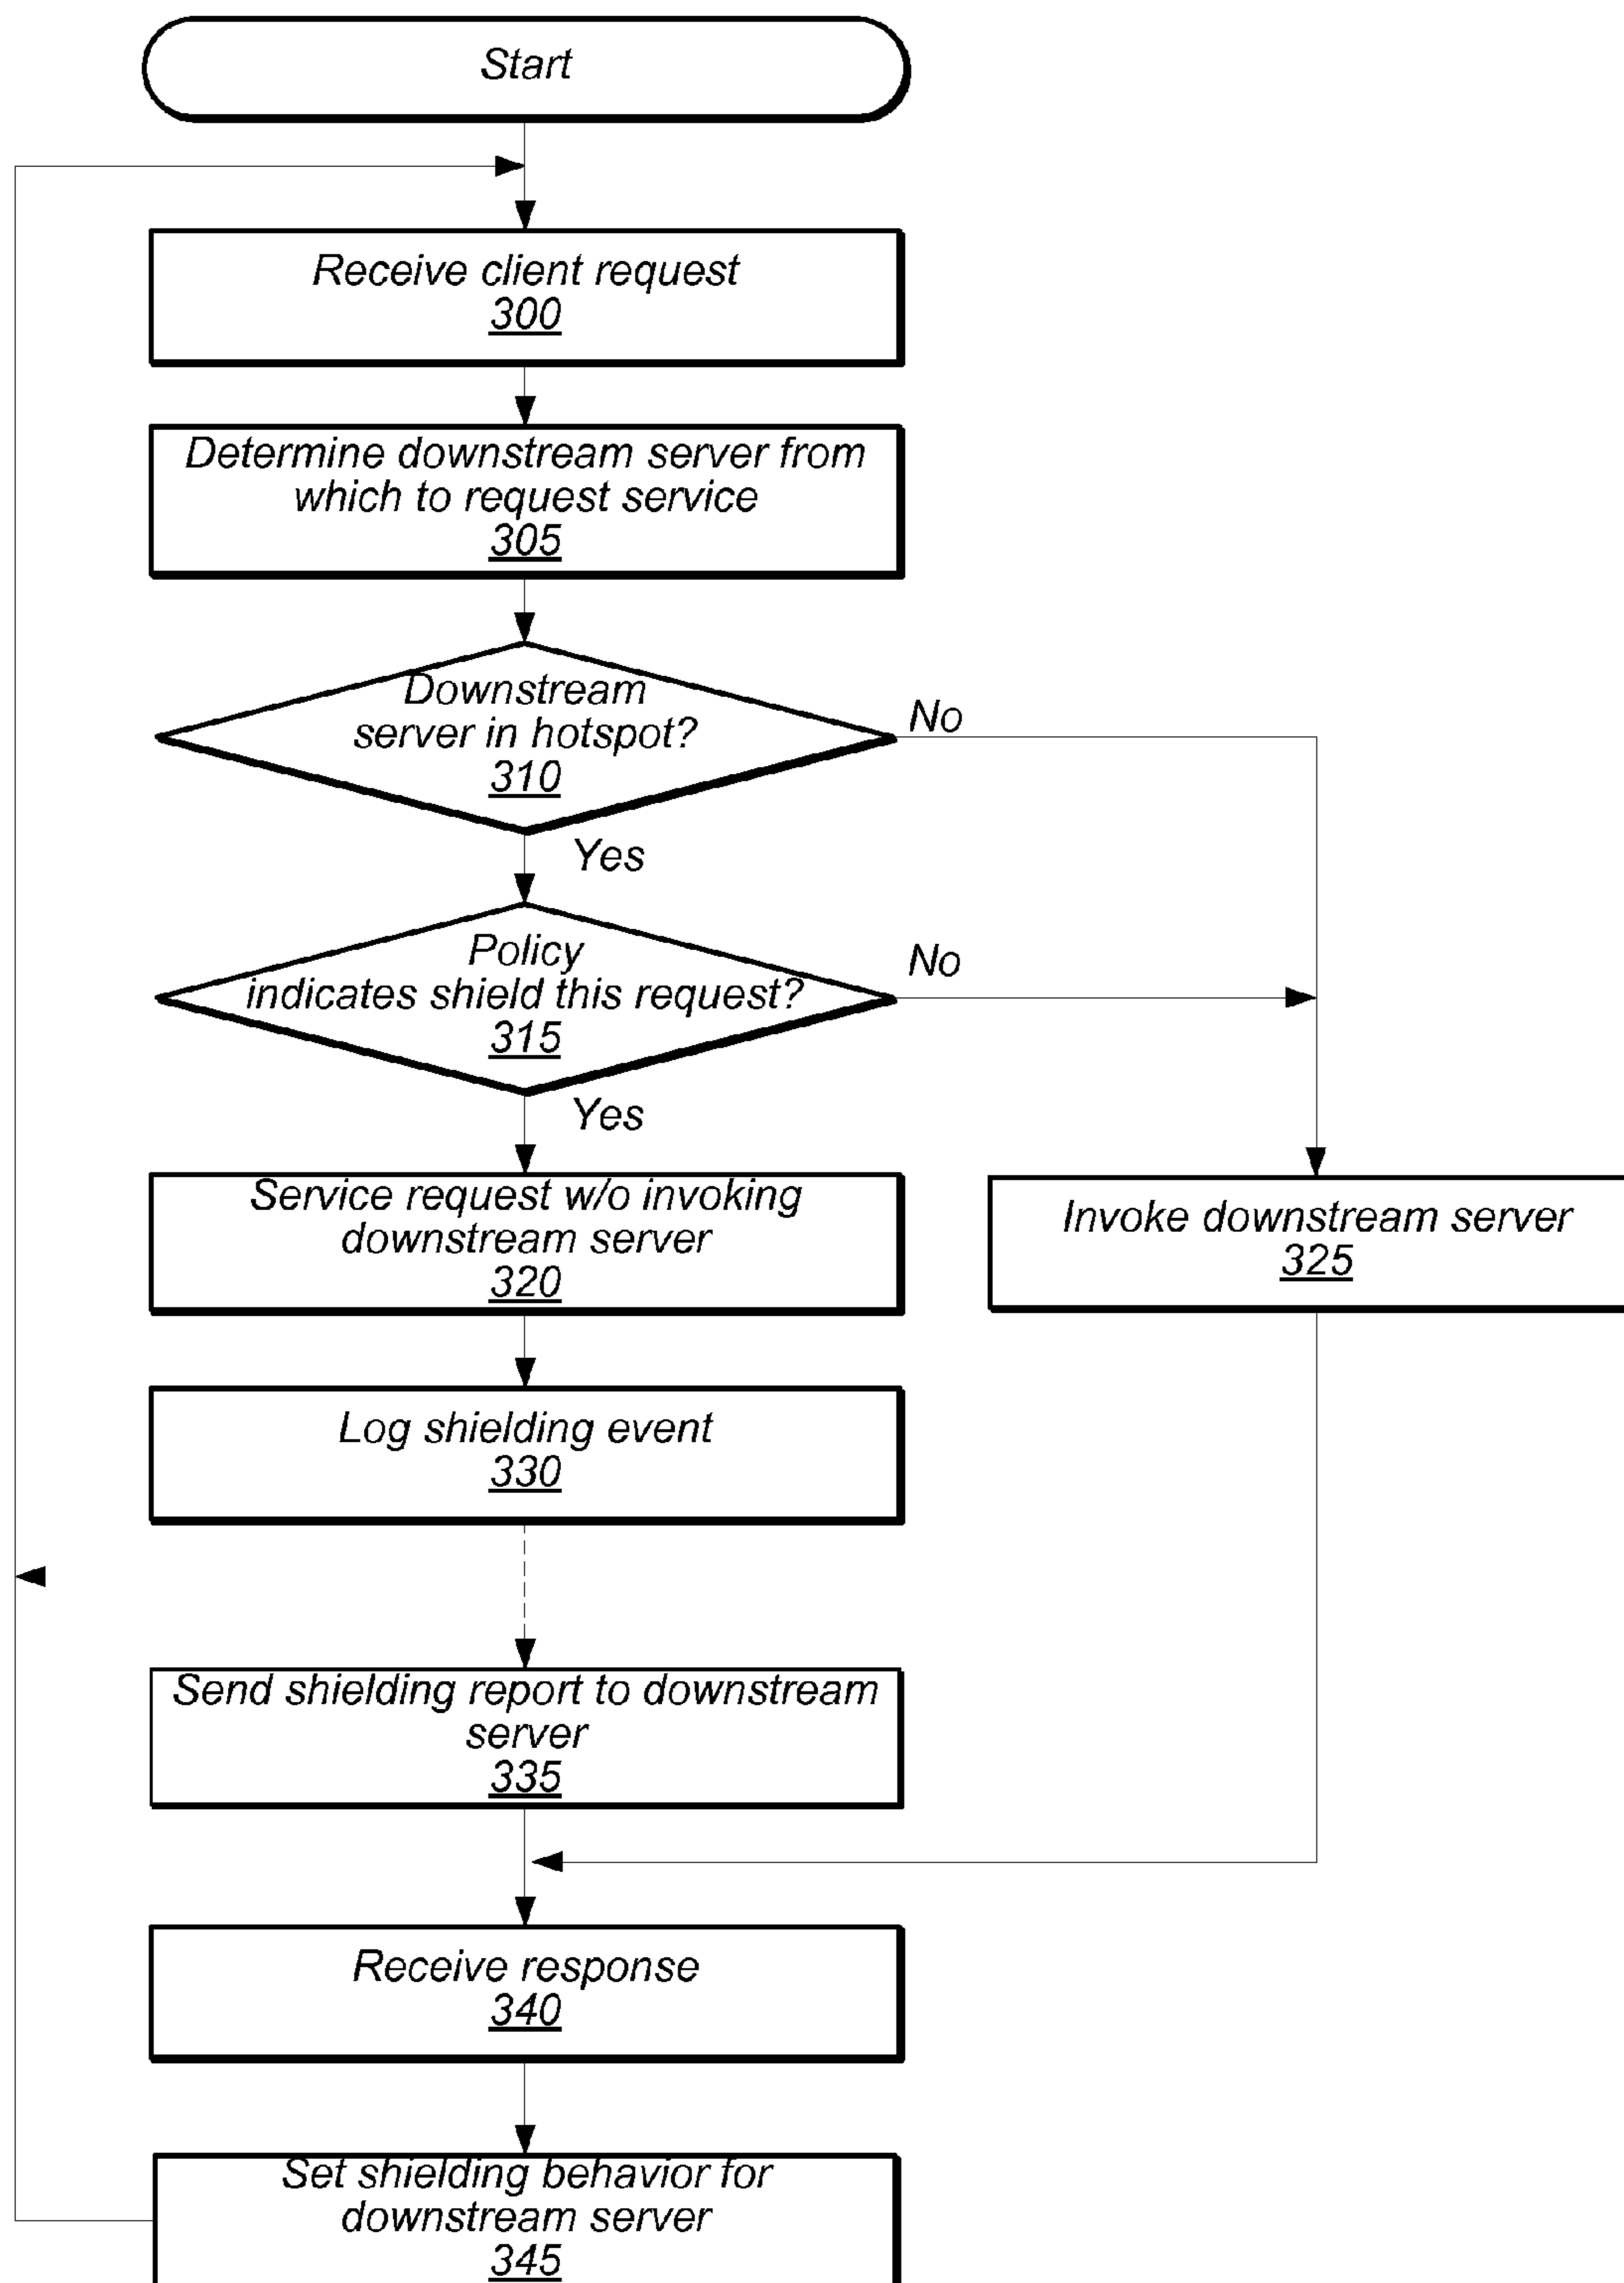 Start
Receive client request
300
Determine downstream server from
which to request service
305
Downstream
server in hotspot?
310
No
Yes
Policy
indicates shield this request?
315
No
Yes
Service request w/o invoking
downstream server
320
Invoke downstream server
325
Log shielding event
330
Send shielding report to downstream
server
335
Receive response
340
Set shielding behavior for
downstream server
345